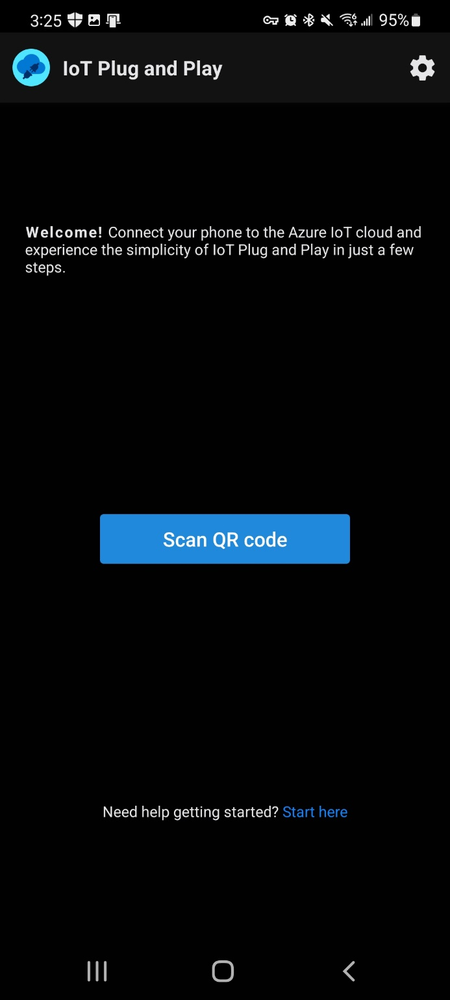 3:25 95%
IoT Plug and Play
Welcome! Connect your phone to the Azure IoT cloud and
experience the simplicity of IoT Plug and Play in just a few
steps.
Scan QR code
Need help getting started? Start here